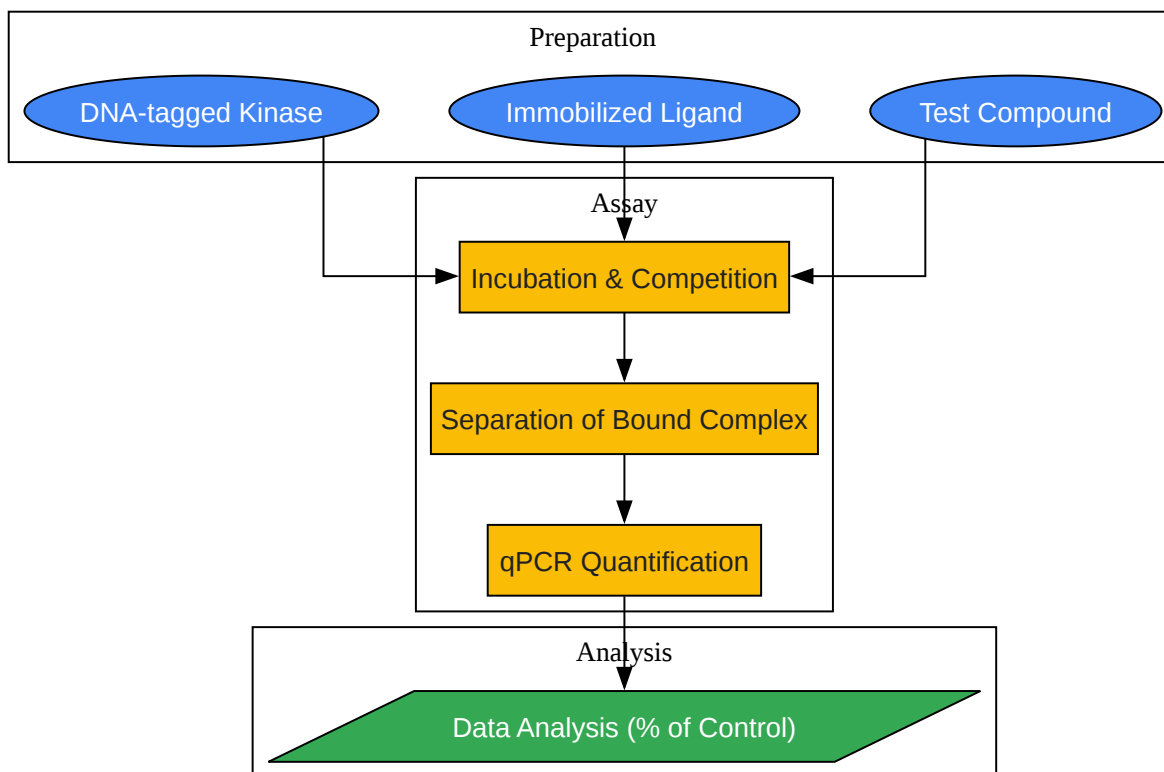 Preparation
DNA-tagged Kinase
Immobilized Ligand
Test Compound
Assay
Incubation & Competition
Separation of Bound Complex
qPCR Quantification
Analysis
Data Analysis (% of Control)